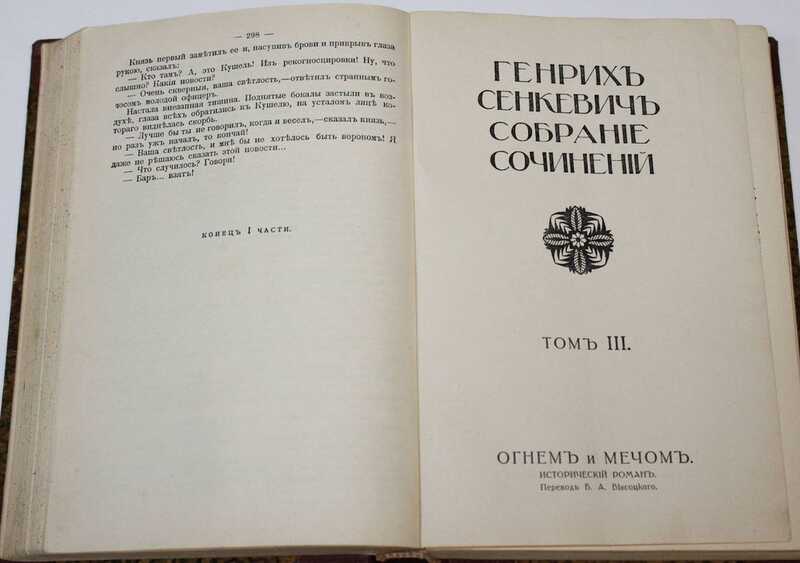 — 298 —
Князь первый замѣтилъ ее и, насупивъ брови и прикрывъ глаза
рукою, сказалъ:
— Кто тамъ? А, это Кушель! Изъ рекогносцировки! Ну, что
слышно? Какія новости?
— Очень скверныя, ваша свѣтлость,—отвѣтилъ страннымъ го-
лосомъ молодой офицеръ.
Настала внезапная тишина. Поднятые бокалы застыли въ воз-
духѣ, глаза всѣхъ обратились къ Кушелю, на усталомъ лицѣ ко-
тораго виднѣлась скорбь.
— Лучше бы ты не говорилъ, когда я веселъ,—сказалъ князь,—
но разъ ужъ началъ, то кончай!
— Ваша свѣтлость, и мнѣ бы не хотѣлось быть ворономъ! Я
даже не рѣшаюсь сказать этой новости...
— Что случилось? Говори!
— Баръ... взятъ!
КОНЕЦЪ I ЧАСТИ.
ГЕНРИХЪ
СЕНКЕВИЧЪ
СОБРАНІЕ
СОЧИНЕНІЙ
ТОМЪ III.
ОГНЕМЪ и МЕЧОМЪ.
ИСТОРИЧЕСКІЙ РОМАНЪ.
Переводъ В. А. Высоцкаго.